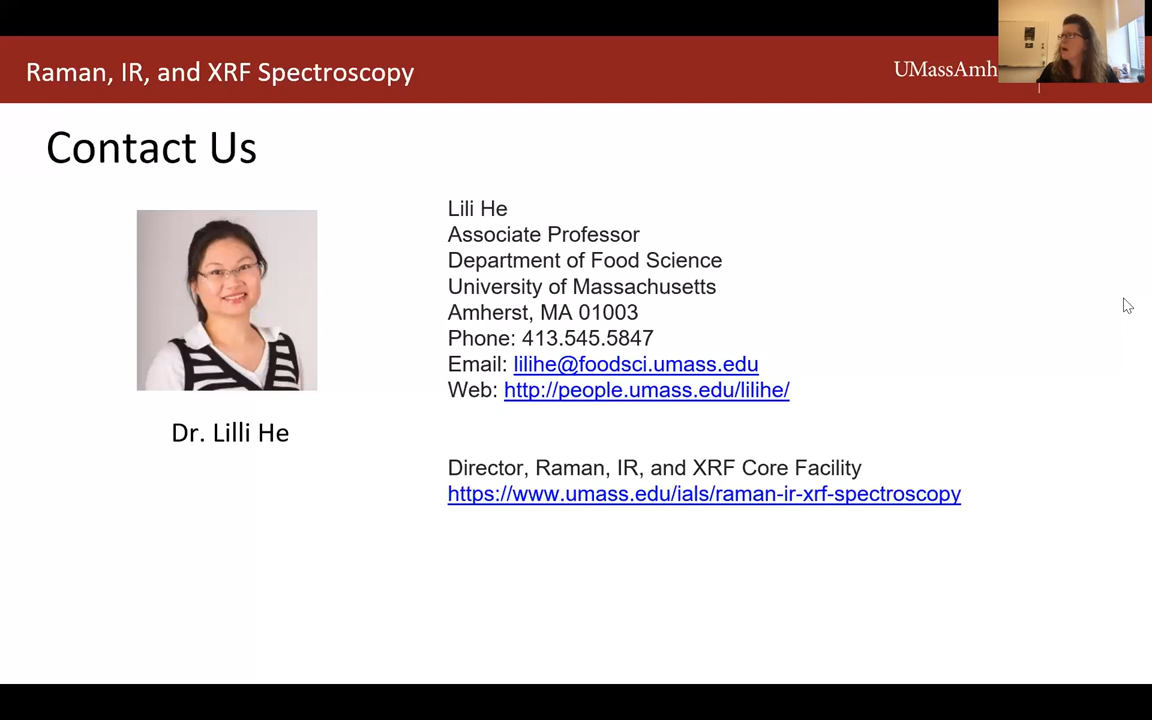 Raman, IR, and XRF Spectroscopy
UMassAmh
Contact Us
Lili He
Associate Professor
Department of Food Science
University of Massachusetts
Amherst, MA 01003
Phone: 413.545.5847
Email: lilihe@foodsci.umass.edu
Web: http://people.umass.edu/lilihe/
Dr. Lilli He
Director, Raman, IR, and XRF Core Facility
https://www.umass.edu/ials/raman-ir-xrf-spectroscopy